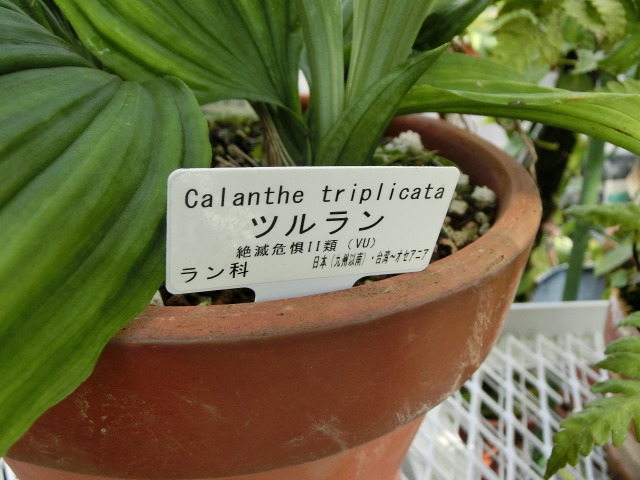 Calanthe triplicata
ツルラン
絶滅危惧II類 (VU)
ラン科 日本(九州以南)・台湾~オセアニア